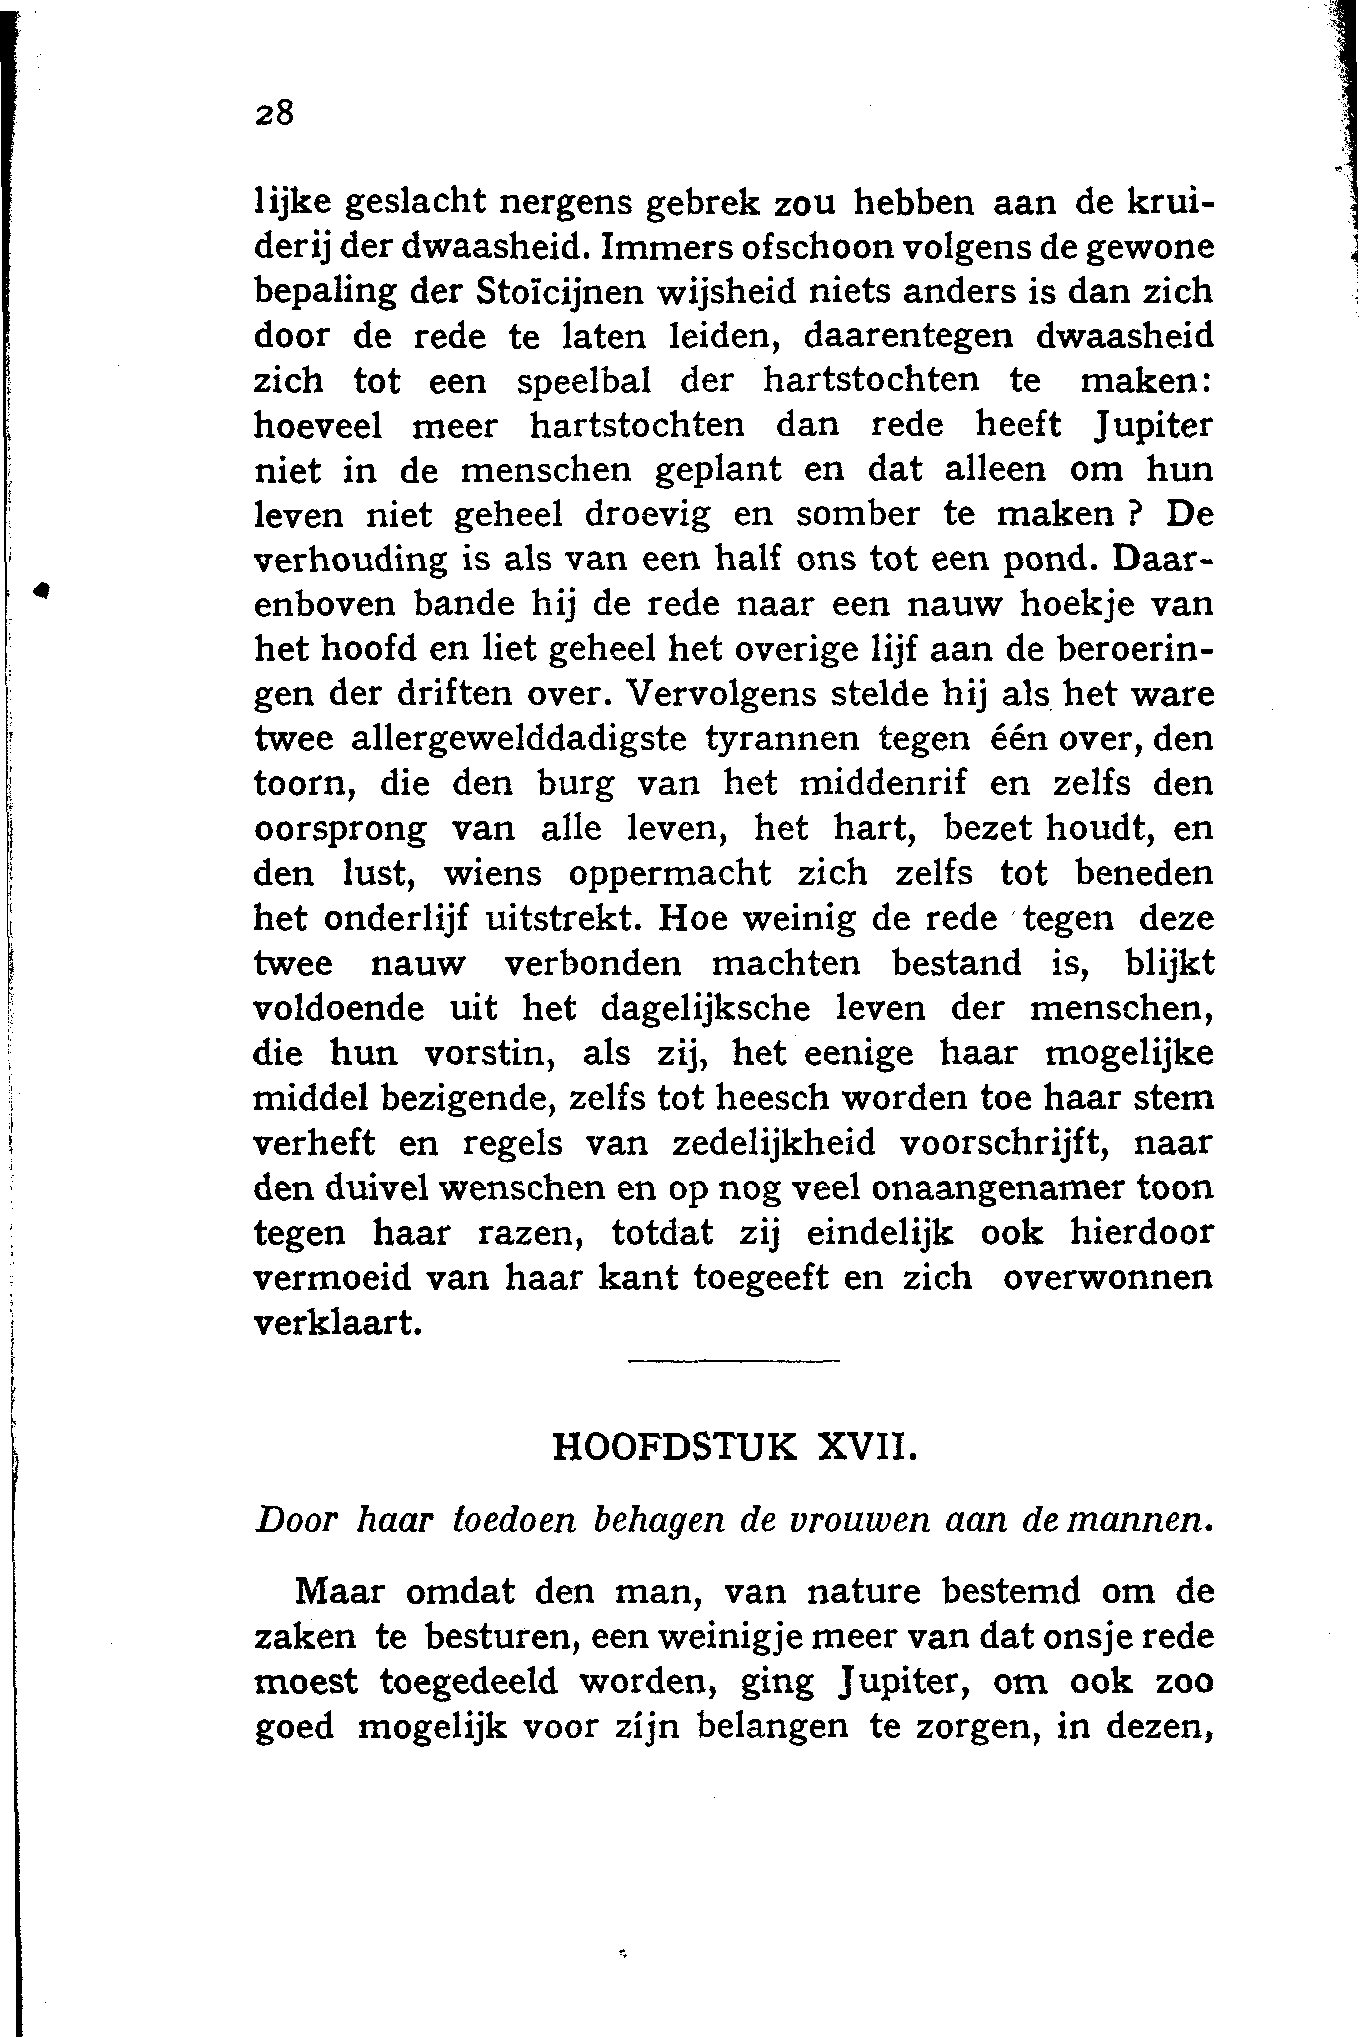 28
lijke geslacht nergens gebrek zou hebben aan de krui-
derij der dwaasheid. Immers ofschoon volgens de gewone
bepaling der Stoïcijnen wijsheid niets anders is dan zich
door de rede te laten leiden, daarentegen dwaasheid
zich tot een speelbal der hartstochten te maken:
hoeveel meer hartstochten dan rede heeft Jupiter
niet in de menschen geplant en dat alleen om hun
leven niet geheel droevig en somber te maken ? De
verhouding is als van een half ons tot een pond. Daar-
enboven bande hij de rede naar een nauw hoekje van
het hoofd en liet geheel het overige lijf aan de beroerin-
gen der driften over. Vervolgens stelde hij als het ware
twee allergewelddadigste tyrannen tegen één over, den
toorn, die den burg van het middenrif en zelfs den
oorsprong van alle leven, het hart, bezet houdt, en
den lust, wiens oppermacht zich zelfs tot beneden
het onderlijf uitstrekt. Hoe weinig de rede tegen deze
twee nauw verbonden machten bestand is, blijkt
voldoende uit het dagelijksche leven der menschen,
die hun vorstin, als zij, het eenige haar mogelijke
middel bezigende, zelfs tot heesch worden toe haar stem
verheft en regels van zedelijkheid voorschrijft, naar
den duivel wenschen en op nog veel onaangenamer toon
tegen haar razen, totdat zij eindelijk ook hierdoor
vermoeid van haar kant toegeeft en zich overwonnen
verklaart.
HOOFDSTUK XVII.
Door haar toedoen behagen de vrouwen aan de mannen.
Maar omdat den man, van nature bestemd om de
zaken te besturen, een weinigje meer van dat onsje rede
moest toegedeeld worden, ging Jupiter, om ook zoo
goed mogelijk voor zíjn belangen te zorgen, in dezen,